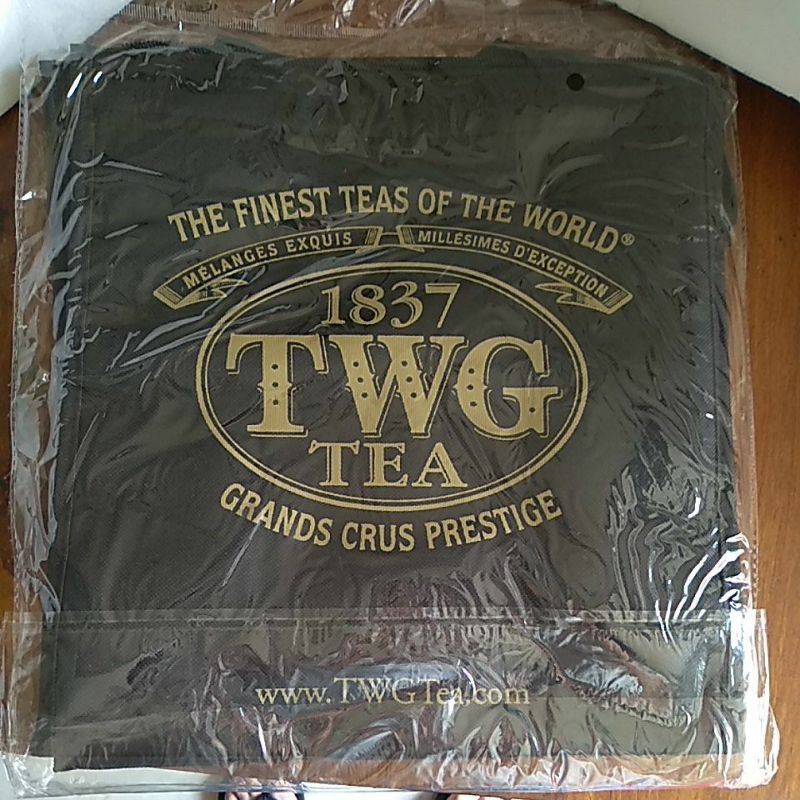 THE FINEST TEAS OF THE WORLD®
MÉLANGES EXQUIS MILLÉSIMES D'EXCEPTION
1837
TWG
TEA
GRANDS CRUS PRESTIGE
www.TWGTea.com